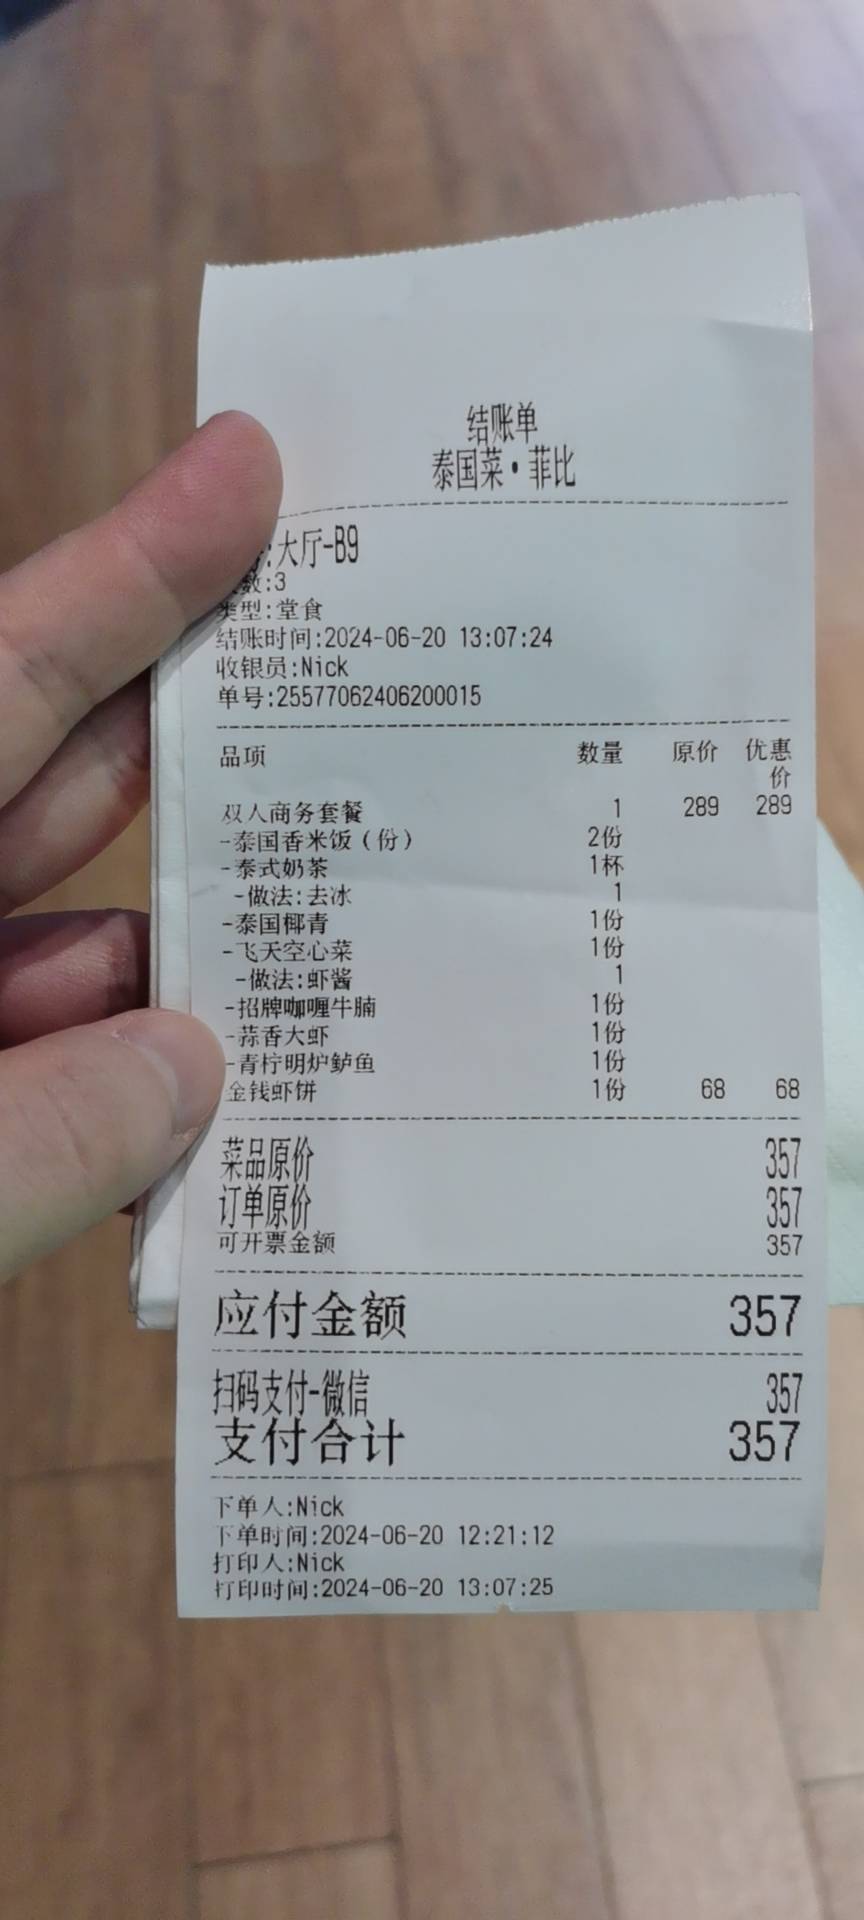 结账单
泰国菜·菲比
:大厅-B9
数:3
类型:堂食
结账时间:2024-06-20 13:07:24
收银员:Nick
单号:25577062406200015
品项 数量 原价 优惠价
双人商务套餐 1 289 289
-泰国香米饭(份) 2份
-泰式奶茶 1杯
-做法:去冰 1
-泰国椰青 1份
-飞天空心菜 1份
-做法:虾酱 1
-招牌咖喱牛腩 1份
-蒜香大虾 1份
-青柠明炉鲈鱼 1份
金钱虾饼 1份 68 68
菜品原价 357
订单原价 357
可开票金额 357
应付金额 357
扫码支付-微信 357
支付合计 357
下单人:Nick
下单时间:2024-06-20 12:21:12
打印人:Nick
打印时间:2024-06-20 13:07:25